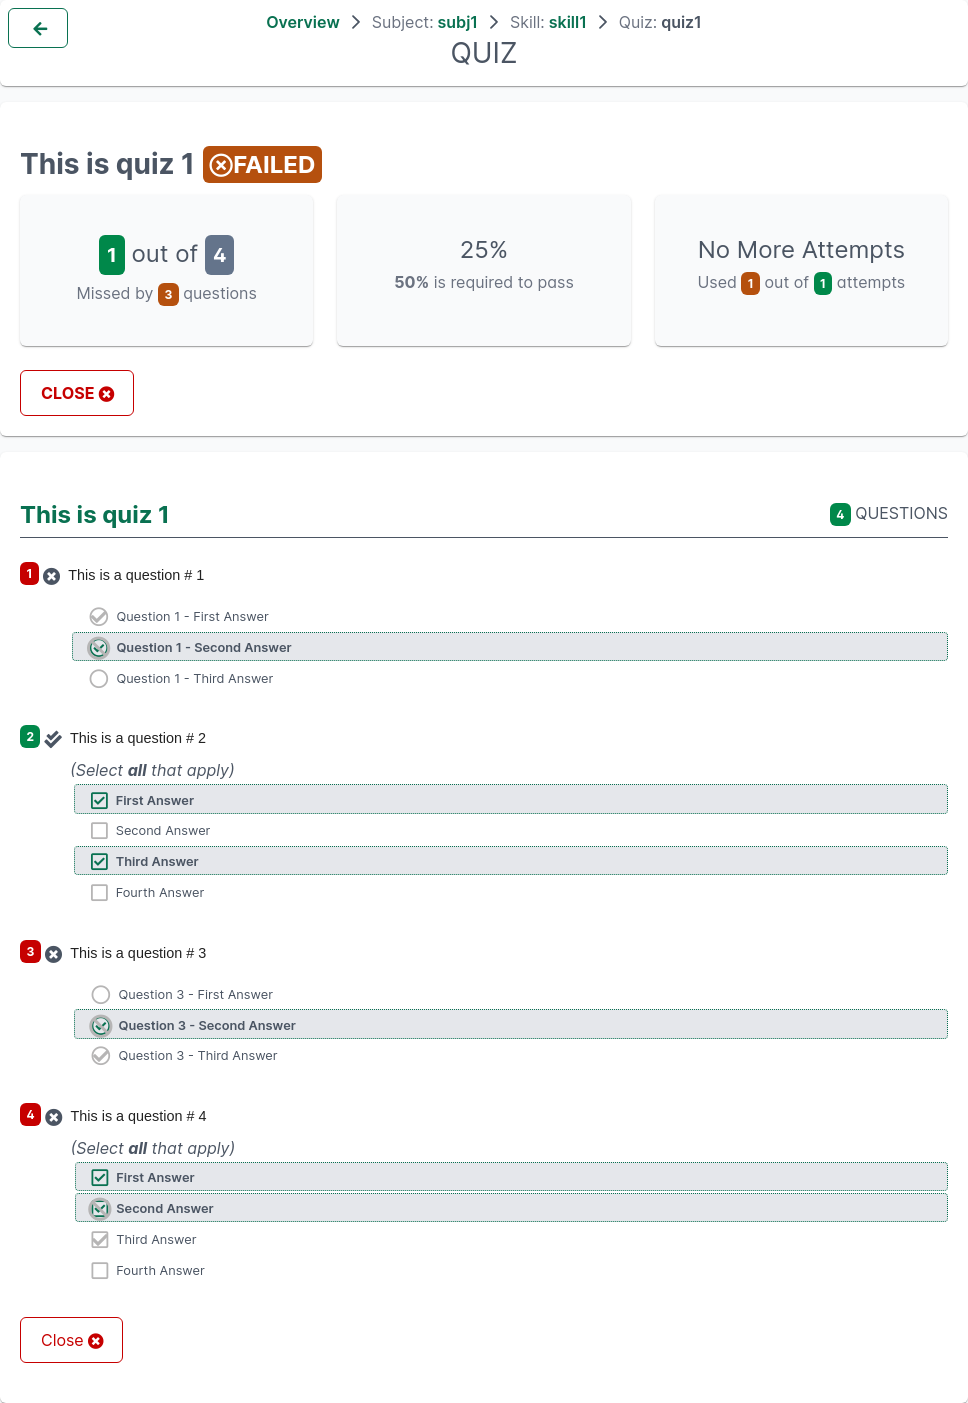 Overview > Subject: subj1 > Skill: skill1 > Quiz: quiz1
QUIZ
This is quiz 1 FAILED
1 out of 4
Missed by 3 questions
25%
50% is required to pass
No More Attempts
Used 1 out of 1 attempts
CLOSE
This is quiz 1
4 QUESTIONS
1 This is a question # 1
Question 1 - First Answer
Question 1 - Second Answer
Question 1 - Third Answer
2 This is a question # 2
(Select all that apply)
First Answer
Second Answer
Third Answer
Fourth Answer
3 This is a question # 3
Question 3 - First Answer
Question 3 - Second Answer
Question 3 - Third Answer
4 This is a question # 4
(Select all that apply)
First Answer
Second Answer
Third Answer
Fourth Answer
Close